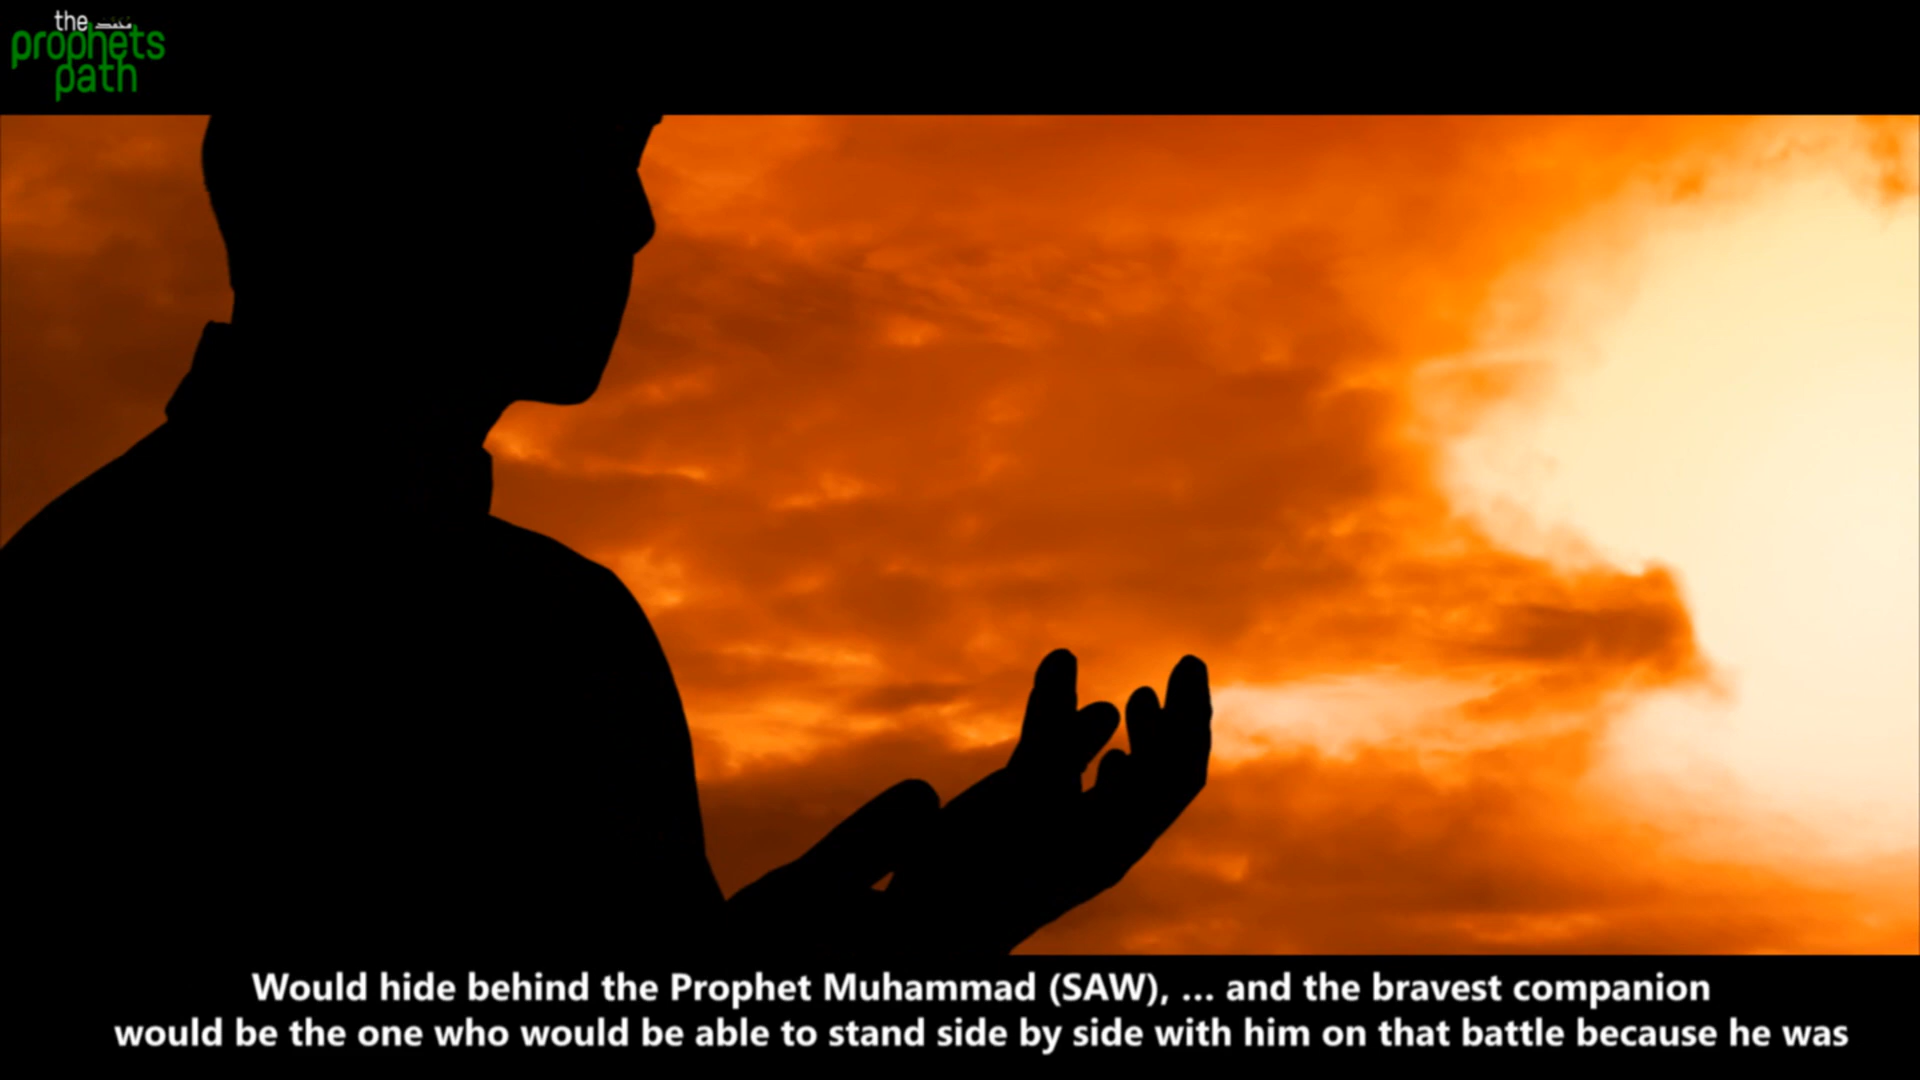 the محمد
prophets
path
Would hide behind the Prophet Muhammad (SAW), ... and the bravest companion
would be the one who would be able to stand side by side with him on that battle because he was